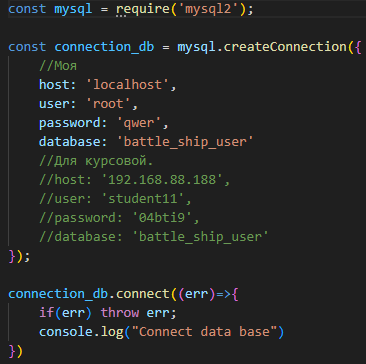 const mysql = require('mysql2');
const connection_db = mysql.createConnection({
//Моя
host: 'localhost',
user: 'root',
password: 'qwer',
database: 'battle_ship_user'
//Для курсовой.
//host: '192.168.88.188',
//user: 'student11',
//password: '04bti9',
//database: 'battle_ship_user'
});
connection_db.connect((err)=>{
if(err) throw err;
console.log("Connect data base")
})